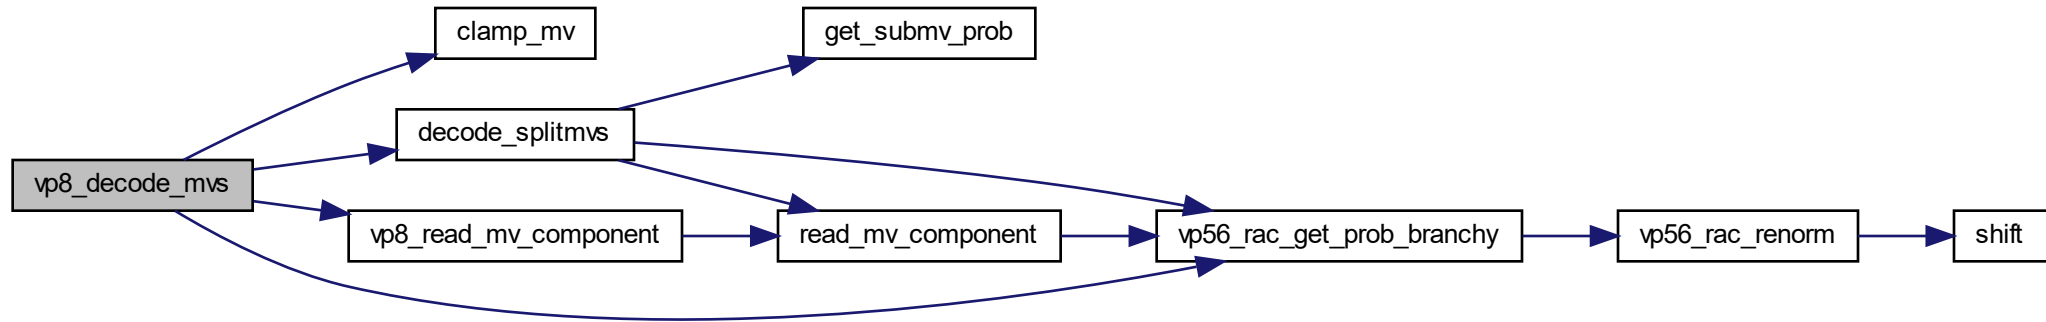 clamp_mv
get_submv_prob
decode_splitmvs
vp8_decode_mvs
vp8_read_mv_component
read_mv_component
vp56_rac_get_prob_branchy
vp56_rac_renorm
shift